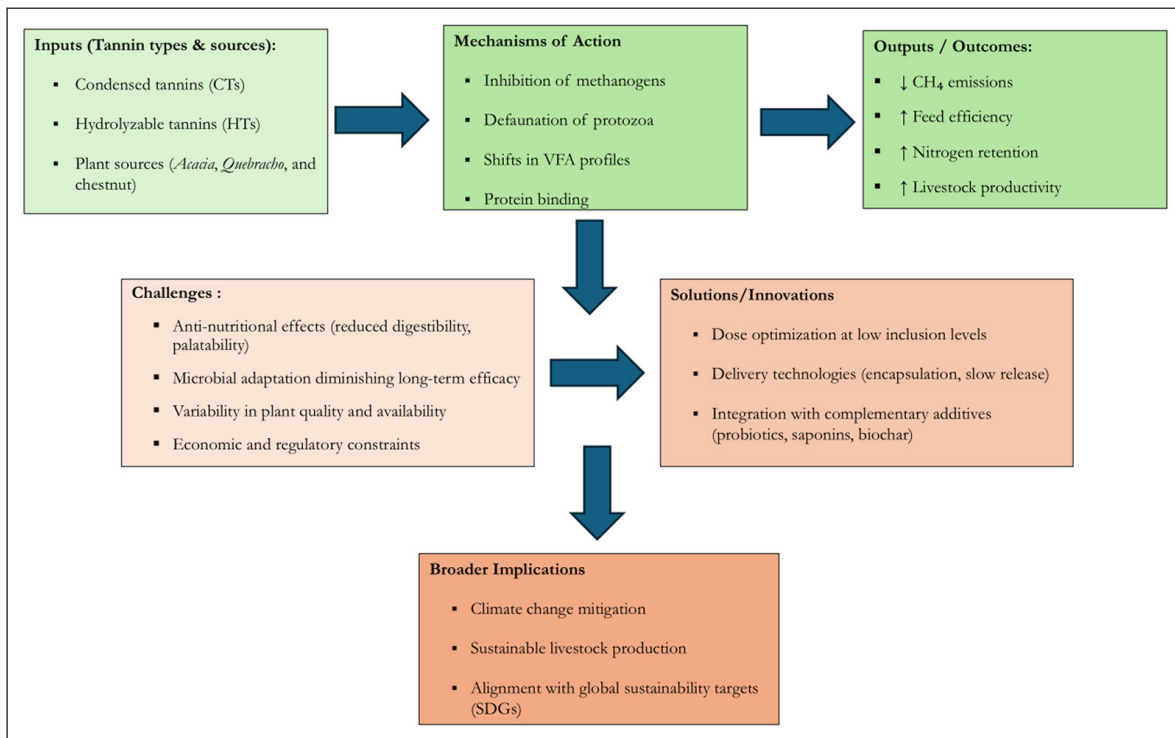 Inputs (Tannin types & sources):
▪ Condensed tannins (CTs)
▪ Hydrolyzable tannins (HTs)
▪ Plant sources (Acacia, Quebracho, and
chestnut)
Mechanisms of Action
▪ Inhibition of methanogens
▪ Defaunation of protozoa
▪ Shifts in VFA profiles
▪ Protein binding
Outputs / Outcomes:
▪ ↓ CH₄ emissions
▪ ↑ Feed efficiency
▪ ↑ Nitrogen retention
▪ ↑ Livestock productivity
Challenges :
▪ Anti-nutritional effects (reduced digestibility,
palatability)
▪ Microbial adaptation diminishing long-term efficacy
▪ Variability in plant quality and availability
▪ Economic and regulatory constraints
Solutions/Innovations
▪ Dose optimization at low inclusion levels
▪ Delivery technologies (encapsulation, slow release)
▪ Integration with complementary additives
(probiotics, saponins, biochar)
Broader Implications
▪ Climate change mitigation
▪ Sustainable livestock production
▪ Alignment with global sustainability targets
(SDGs)